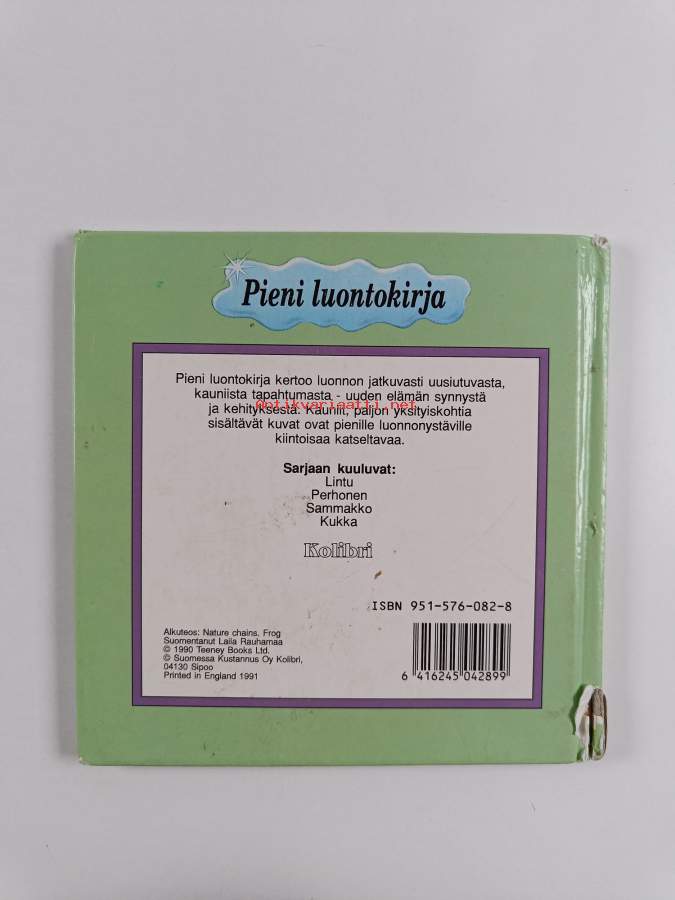 Pieni luontokirja
Pieni luontokirja kertoo luonnon jatkuvasti uusiutuvasta,
kauniista tapahtumasta - uuden elämän synnystä
Antikvariaatti.net
ja kehityksestä. Kauniit, paljon yksityiskohtia
sisältävät kuvat ovat pienille luonnonystäville
kiintoisaa katseltavaa.
Sarjaan kuuluvat:
Lintu
Perhonen
Sammakko
Kukka
Kolibri
ISBN 951-576-082-8
Alkuteos: Nature chains. Frog
Suomentanut Laila Rauhamaa
© 1990 Teeney Books Ltd.
© Suomessa Kustannus Oy Kolibri,
04130 Sipoo
Printed in England 1991
6 416245 042899